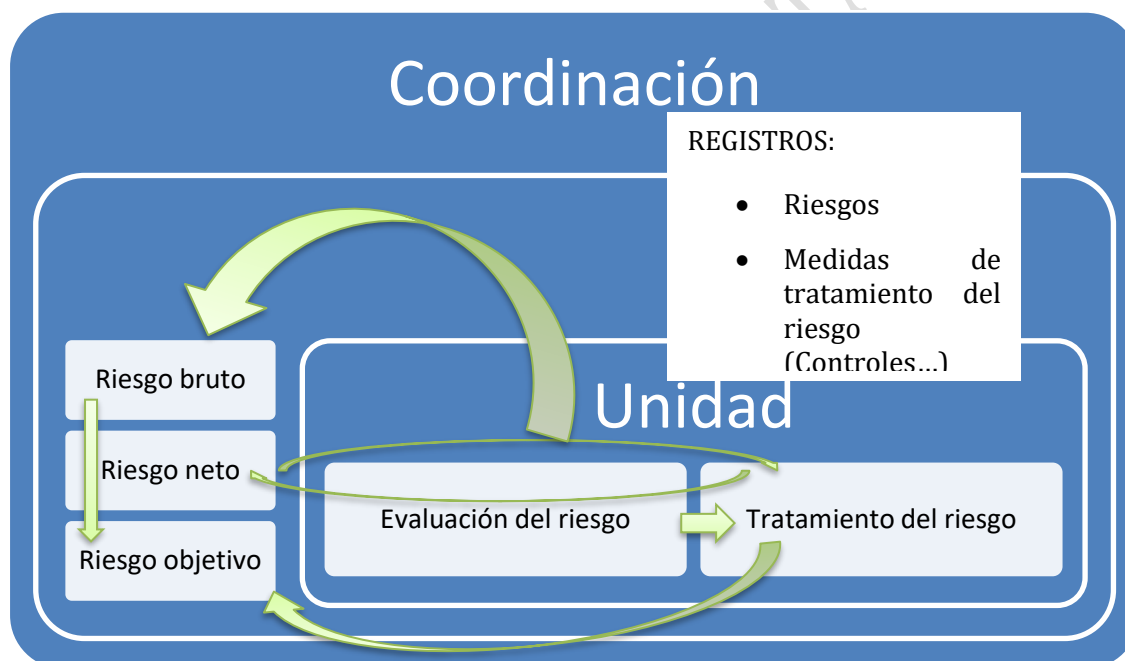 Coordinación
REGISTROS:
• Riesgos
• Medidas de
tratamiento del
riesgo
(Controles...)
Riesgo bruto
Riesgo neto
Riesgo objetivo
Unidad
Evaluación del riesgo
Tratamiento del riesgo